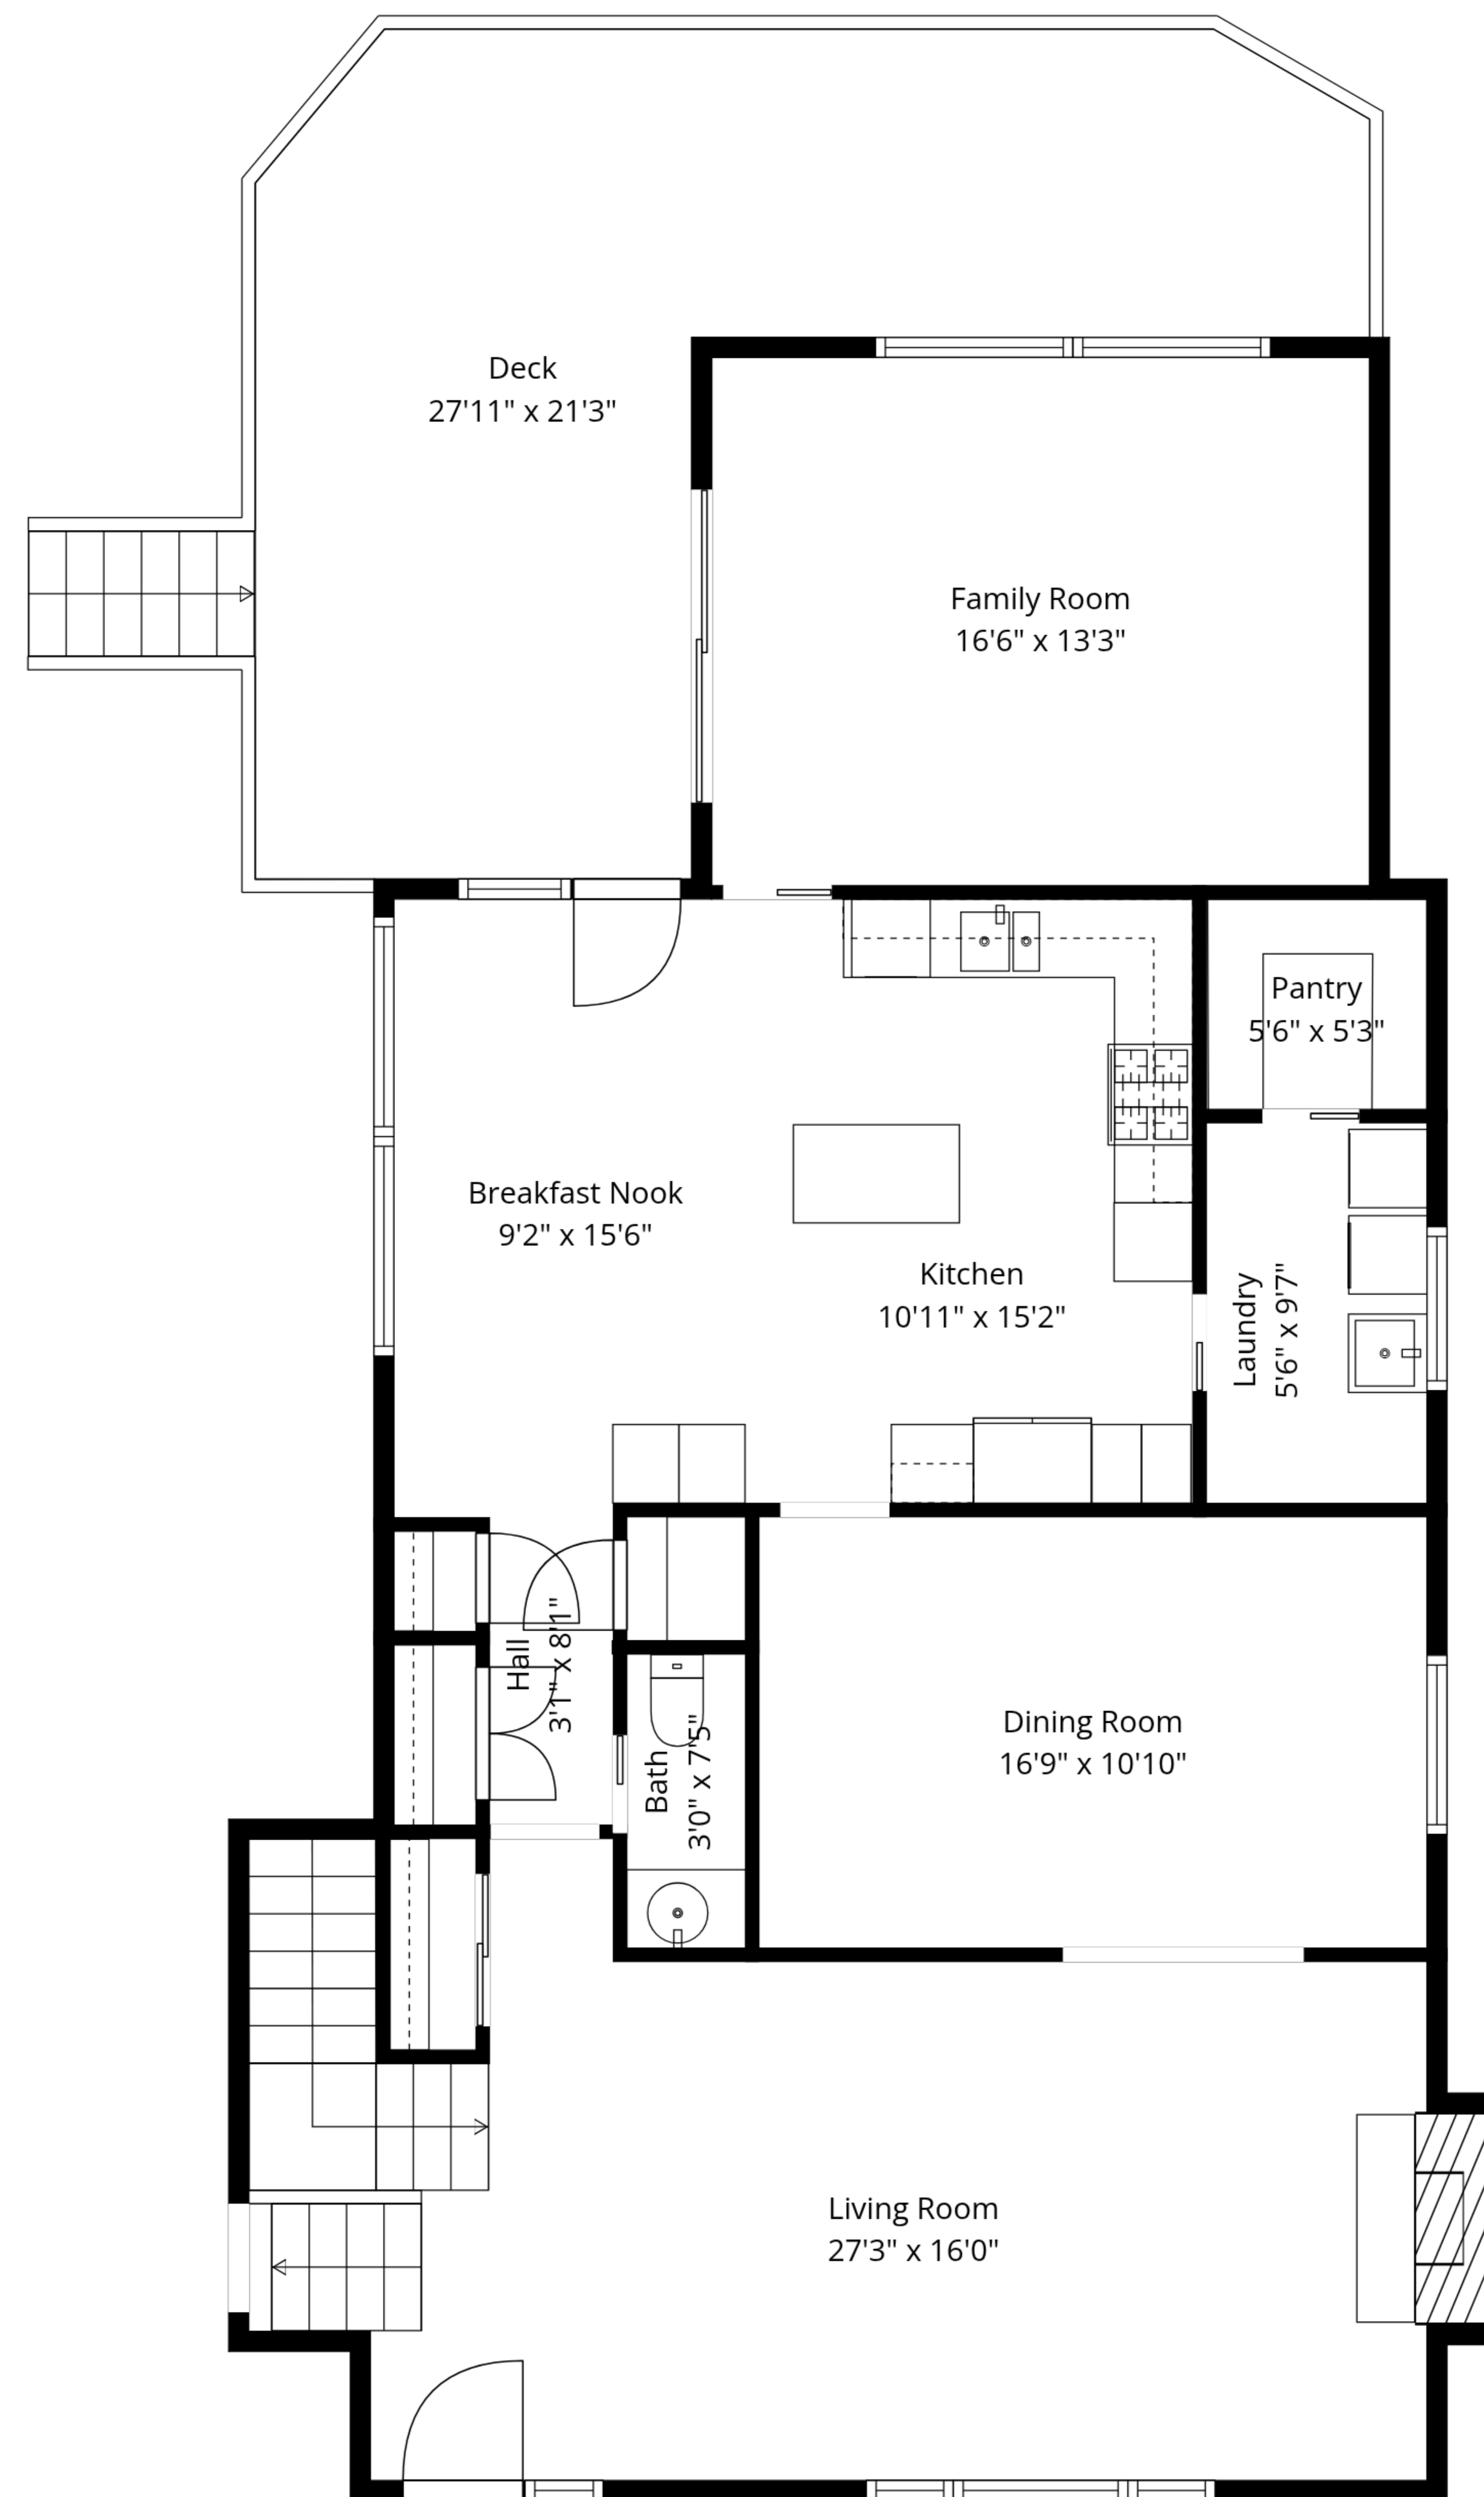 Deck
27'11" x 21'3"
Family Room
16'6" x 13'3"
Pantry
5'6" x 5'3"
Breakfast Nook
9'2" x 15'6"
Kitchen
10'11" x 15'2"
Laundry
5'6" x 9'7"
Hall
3'1" x 8'1"
Bath
3'0" x 7'5"
Dining Room
16'9" x 10'10"
Living Room
27'3" x 16'0"